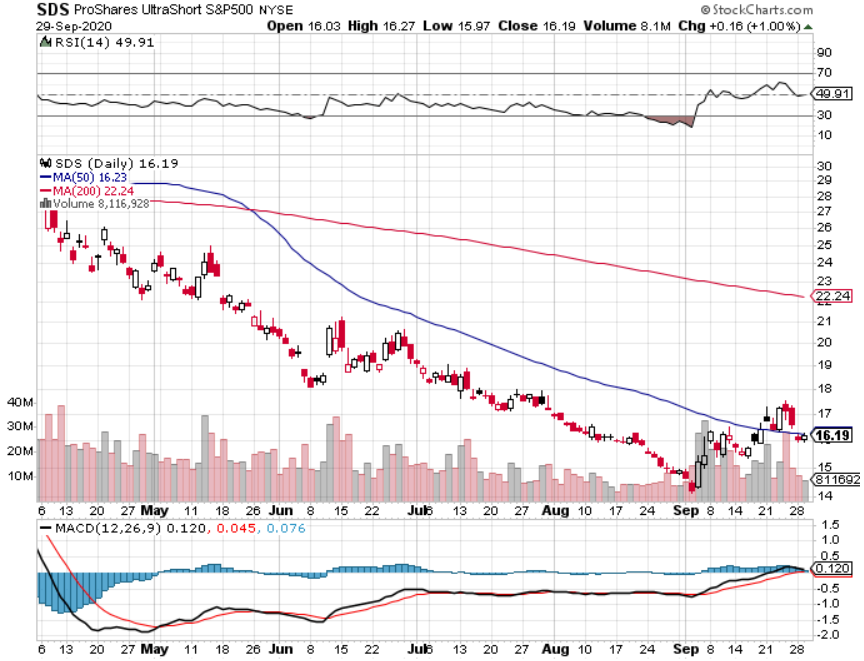 SDS ProShares UltraShort S&P500 NYSE © StockCharts.com
29-Sep-2020 Open 16.03 High 16.27 Low 15.97 Close 16.19 Volume 8.1M Chg +0.16 (+1.00%)
RSI(14) 49.91
90
70
49.91
30
10
SDS (Daily) 16.19
MA(50) 16.23
MA(200) 22.24
Volume 8,116,928
30
29
28
27
26
25
24
23
22.24
22
21
20
19
18
17
16.19
15
14
40M
30M
20M
10M
811692
6 13 20 27 May 11 18 26 Jun 8 15 22 Jul 6 13 20 27 Aug 10 17 24 Sep 8 14 21 28
MACD(12,26,9) 0.120, 0.045, 0.076
1.5
1.0
0.5
0.120
-0.5
-1.0
-1.5
-2.0
6 13 20 27 May 11 18 26 Jun 8 15 22 Jul 6 13 20 27 Aug 10 17 24 Sep 8 14 21 28